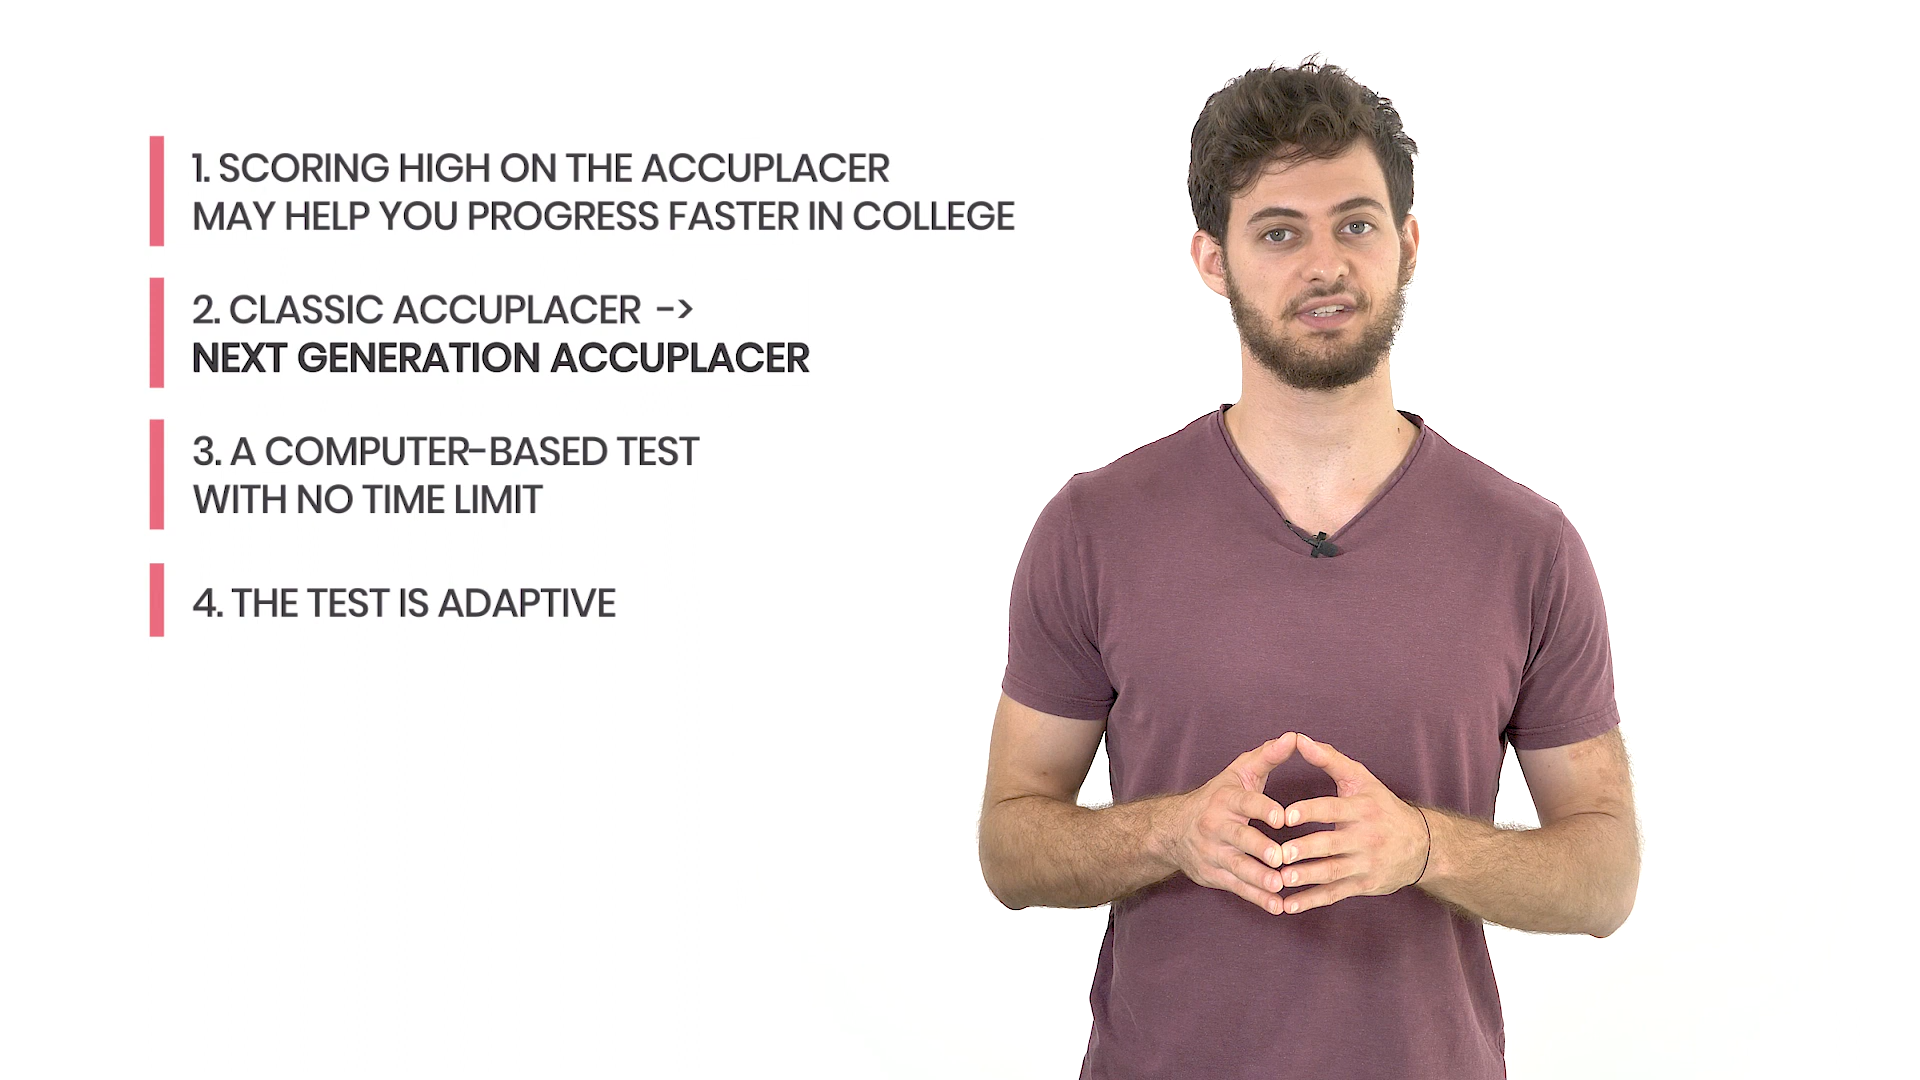 1. SCORING HIGH ON THE ACCUPLACER
MAY HELP YOU PROGRESS FASTER IN COLLEGE
2. CLASSIC ACCUPLACER ->
NEXT GENERATION ACCUPLACER
3. A COMPUTER-BASED TEST
WITH NO TIME LIMIT
4. THE TEST IS ADAPTIVE